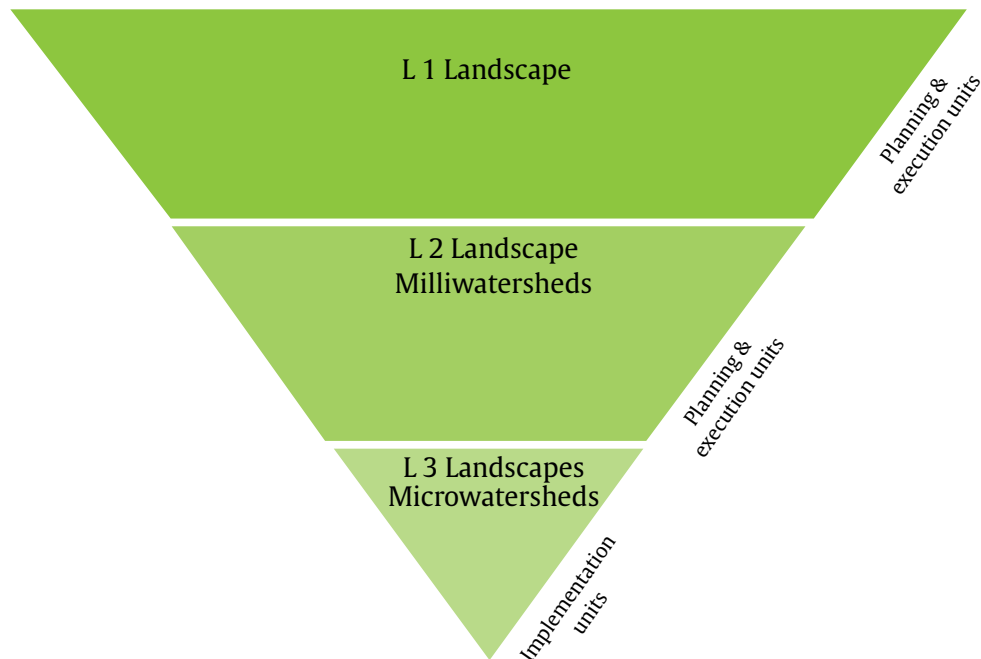 L 1 Landscape
Planning &
execution units
L 2 Landscape
Milliwatersheds
Planning &
execution units
L 3 Landscapes
Microwatersheds
Implementation
units